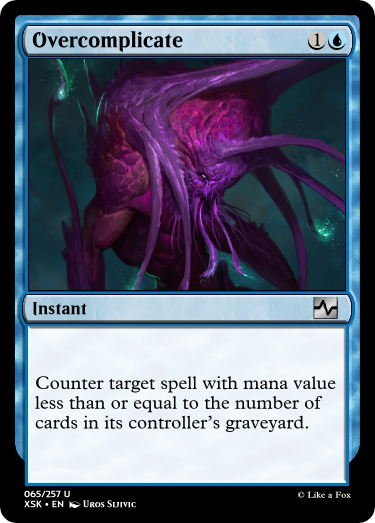 Overcomplicate 1
Instant
Counter target spell with mana value
less than or equal to the number of
cards in its controller's graveyard.
065/257 U
XSK • EN Uros Sljivic
© Like a Fox